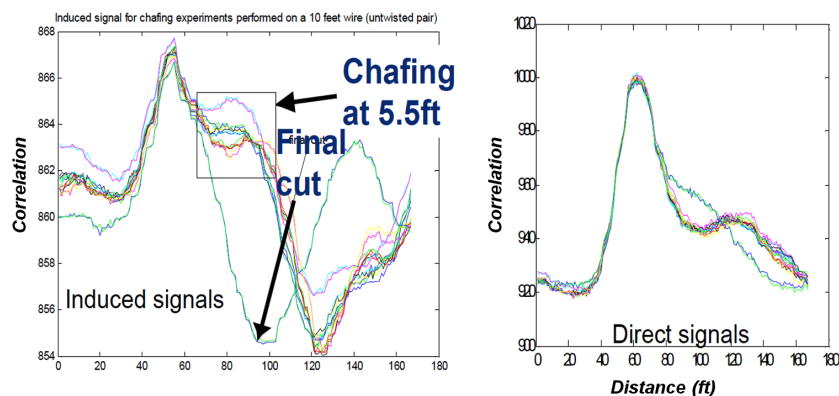 Induced signal for chafing experiments performed on a 10 feet wire (untwisted pair)
868
866
864
862
860
858
856
854
Correlation
0 20 40 60 80 100 120 140 160 180
Chafing
at 5.5ft
final cut
Final
cut
Induced signals
1020
1000
980
960
940
920
900
Correlation
0 20 40 60 80 100 120 140 160 180
Direct signals
Distance (ft)